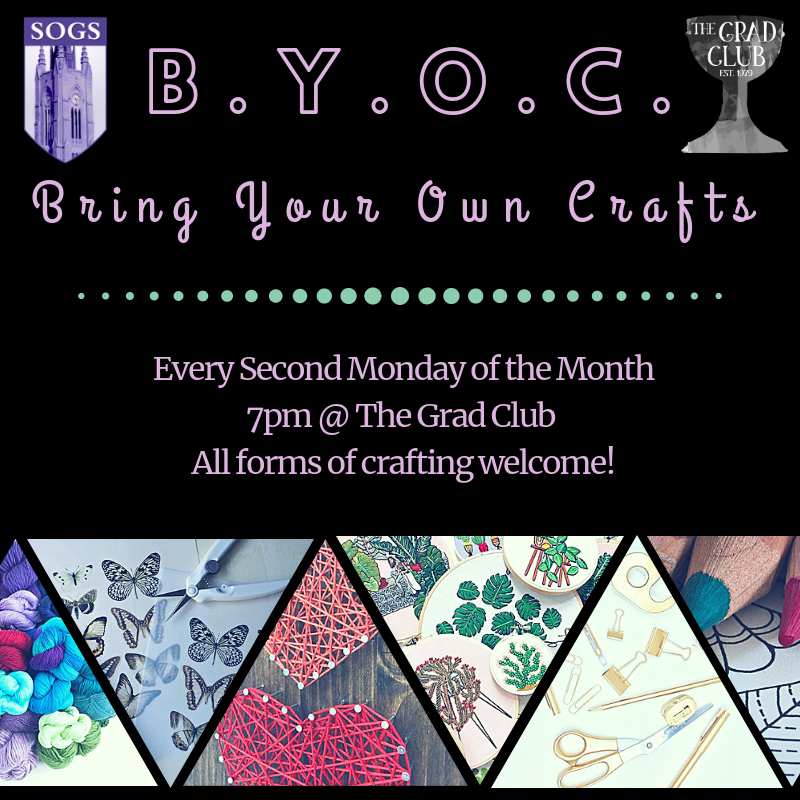 SOGS
THE GRAD
CLUB
EST. 1979
B.Y.O.C.
Bring Your Own Crafts
Every Second Monday of the Month
7pm @ The Grad Club
All forms of crafting welcome!